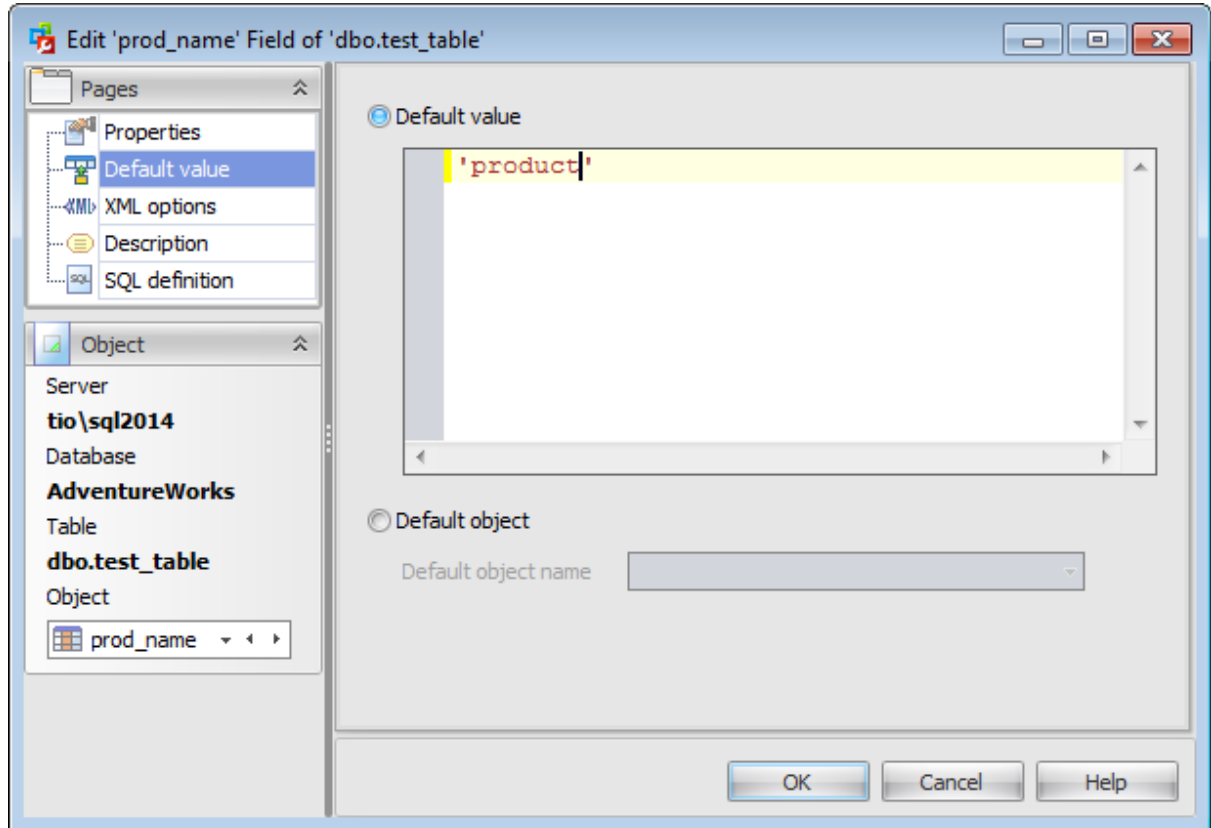 Edit 'prod_name' Field of 'dbo.test_table'
Pages
Properties
Default value
XML options
Description
SQL definition
Object
Server
tio\sql2014
Database
AdventureWorks
Table
dbo.test_table
Object
prod_name
Default value
'product'
Default object
Default object name
OK
Cancel
Help